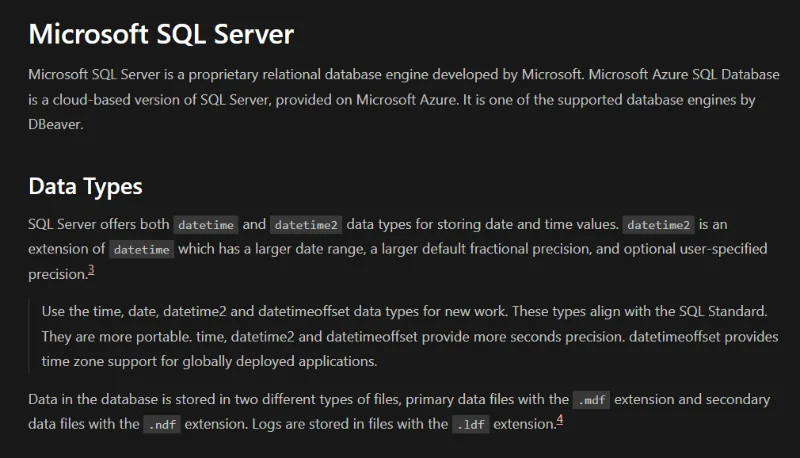 Microsoft SQL Server
Microsoft SQL Server is a proprietary relational database engine developed by Microsoft. Microsoft Azure SQL Database
is a cloud-based version of SQL Server, provided on Microsoft Azure. It is one of the supported database engines by
DBeaver.
Data Types
SQL Server offers both datetime and datetime2 data types for storing date and time values. datetime2 is an
extension of datetime which has a larger date range, a larger default fractional precision, and optional user-specified
precision.3
Use the time, date, datetime2 and datetimeoffset data types for new work. These types align with the SQL Standard.
They are more portable. time, datetime2 and datetimeoffset provide more seconds precision. datetimeoffset provides
time zone support for globally deployed applications.
Data in the database is stored in two different types of files, primary data files with the .mdf extension and secondary
data files with the .ndf extension. Logs are stored in files with the .ldf extension.4